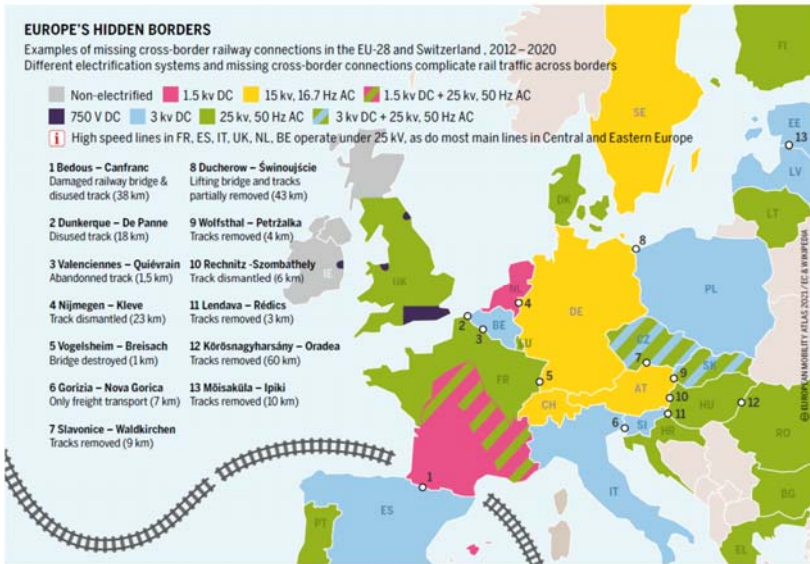 EUROPE'S HIDDEN BORDERS
Examples of missing cross-border railway connections in the EU-28 and Switzerland , 2012 – 2020
Different electrification systems and missing cross-border connections complicate rail traffic across borders
Non-electrified
1.5 kv DC
15 kv, 16.7 Hz AC
1.5 kv DC + 25 kv, 50 Hz AC
750 V DC
3 kv DC
25 kv, 50 Hz AC
3 kv DC + 25 kv, 50 Hz AC
i High speed lines in FR, ES, IT, UK, NL, BE operate under 25 kV, as do most main lines in Central and Eastern Europe
1 Bedous – Canfranc
Damaged railway bridge &
disused track (38 km)
2 Dunkerque – De Panne
Disused track (18 km)
3 Valenciennes – Quiévrain
Abandonned track (1,5 km)
4 Nijmegen – Kleve
Track dismantled (23 km)
5 Vogelsheim – Breisach
Bridge destroyed (1 km)
6 Gorizia – Nova Gorica
Only freight transport (7 km)
7 Slavonice – Waldkirchen
Tracks removed (9 km)
8 Ducherow – Świnoujście
Lifting bridge and tracks
partially removed (43 km)
9 Wolfsthal – Petržalka
Tracks removed (4 km)
10 Rechnitz -Szombathely
Track dismantled (6 km)
11 Lendava – Rédics
Tracks removed (3 km)
12 Körösnagyharsány – Oradea
Tracks removed (60 km)
13 Mõisaküla – Ipiki
Tracks removed (10 km)
FI
SE
EE
13
LV
LT
DK
IE
UK
8
NL
4
PL
DE
2
BE
3
LU
CZ
7
SK
5
FR
9
AT
10
HU
12
CH
11
RO
6
SI
HR
1
IT
BG
PT
ES
EL
EUROPEAN MOBILITY ATLAS 2021 / EC & WIKIPEDIA